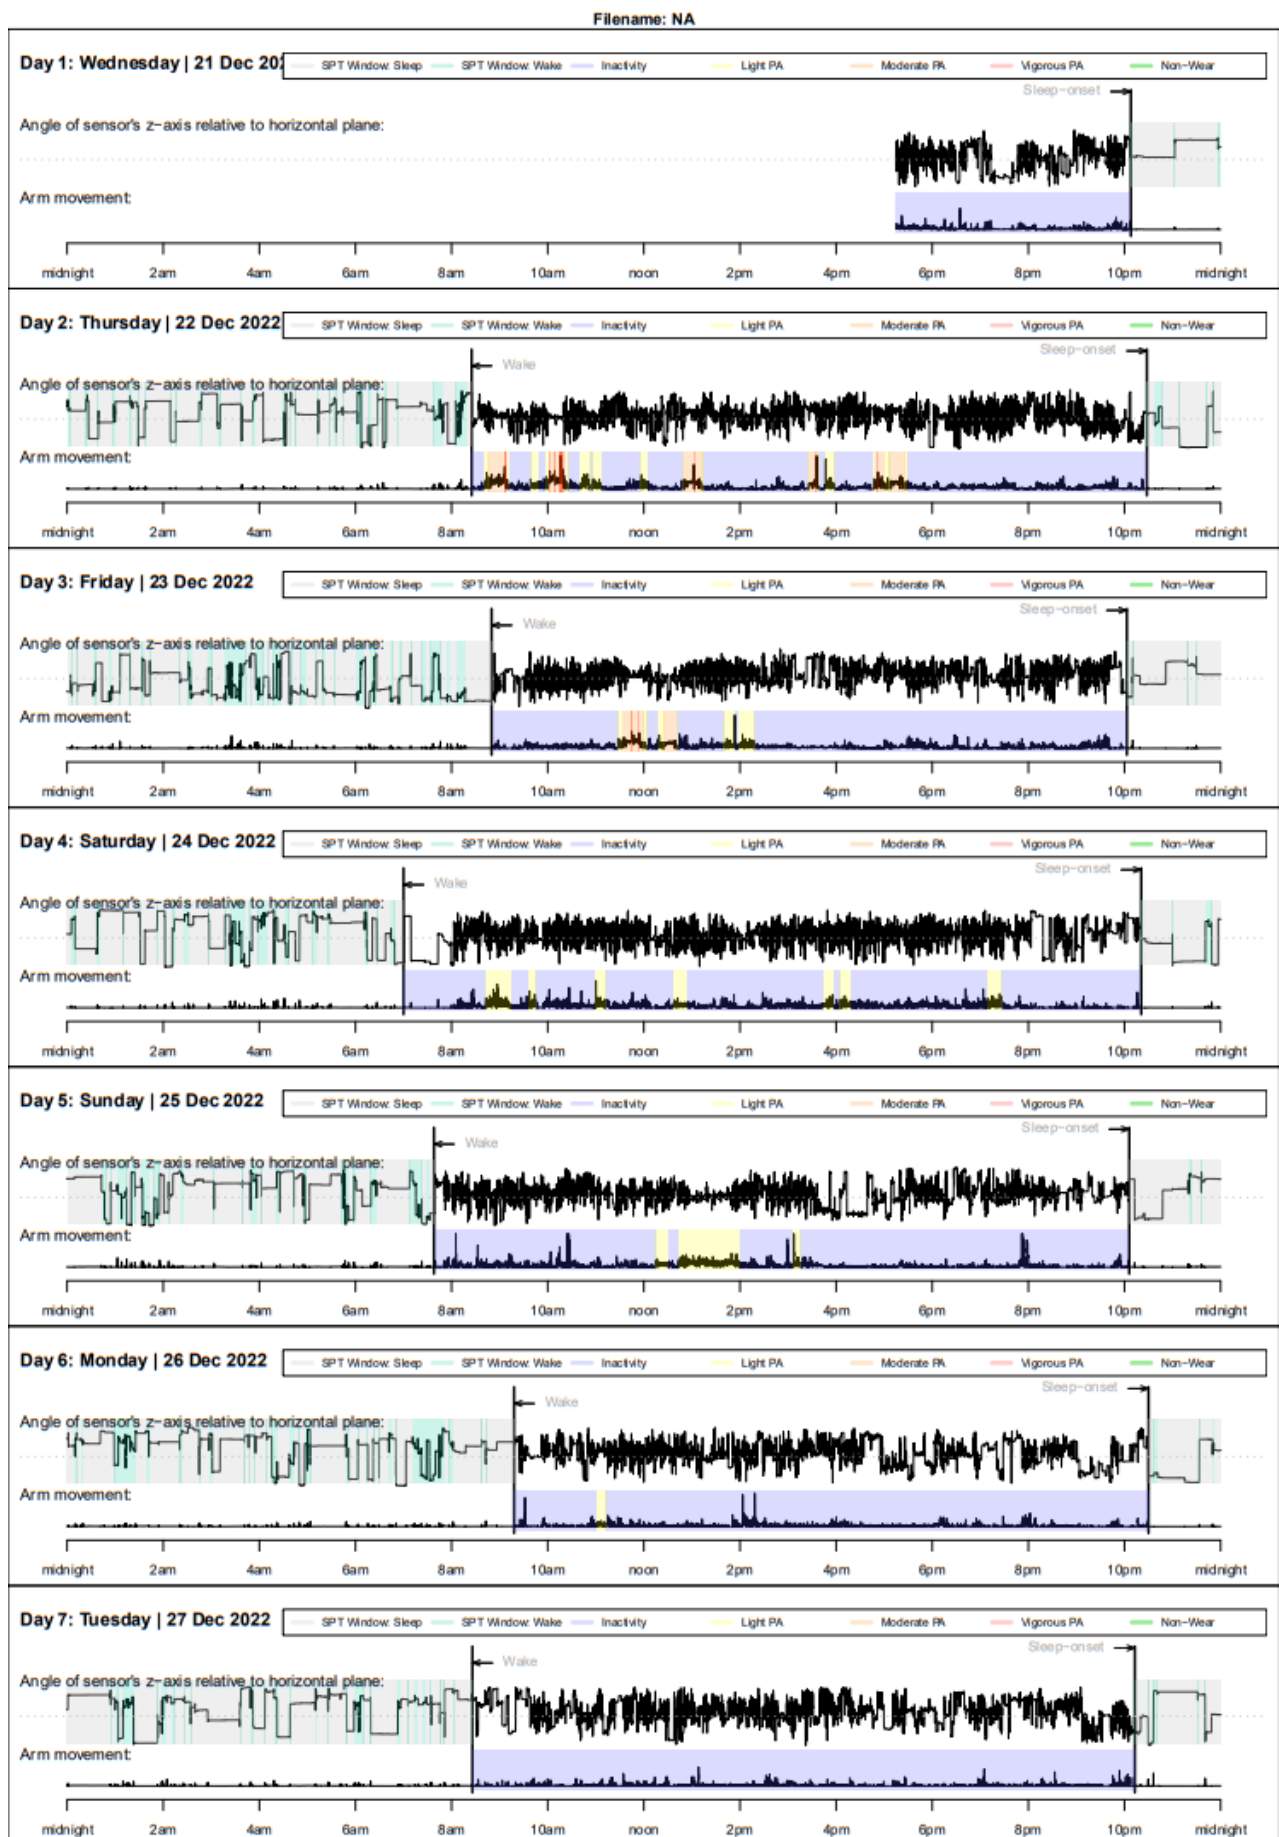 Filename: NA
Day 1: Wednesday | 21 Dec 202
SPT Window: Sleep SPT Window: Wake Inactivity Light PA Moderate PA Vigorous PA Non-Wear
Sleep-onset
Angle of sensor's z-axis relative to horizontal plane:
Arm movement:
midnight 2am 4am 6am 8am 10am noon 2pm 4pm 6pm 8pm 10pm midnight
Day 2: Thursday | 22 Dec 2022
SPT Window: Sleep SPT Window: Wake Inactivity Light PA Moderate PA Vigorous PA Non-Wear
Sleep-onset
Wake
Angle of sensor's z-axis relative to horizontal plane:
Arm movement:
midnight 2am 4am 6am 8am 10am noon 2pm 4pm 6pm 8pm 10pm midnight
Day 3: Friday | 23 Dec 2022
SPT Window: Sleep SPT Window: Wake Inactivity Light PA Moderate PA Vigorous PA Non-Wear
Sleep-onset
Wake
Angle of sensor's z-axis relative to horizontal plane:
Arm movement:
midnight 2am 4am 6am 8am 10am noon 2pm 4pm 6pm 8pm 10pm midnight
Day 4: Saturday | 24 Dec 2022
SPT Window: Sleep SPT Window: Wake Inactivity Light PA Moderate PA Vigorous PA Non-Wear
Sleep-onset
Wake
Angle of sensor's z-axis relative to horizontal plane:
Arm movement:
midnight 2am 4am 6am 8am 10am noon 2pm 4pm 6pm 8pm 10pm midnight
Day 5: Sunday | 25 Dec 2022
SPT Window: Sleep SPT Window: Wake Inactivity Light PA Moderate PA Vigorous PA Non-Wear
Sleep-onset
Wake
Angle of sensor's z-axis relative to horizontal plane:
Arm movement:
midnight 2am 4am 6am 8am 10am noon 2pm 4pm 6pm 8pm 10pm midnight
Day 6: Monday | 26 Dec 2022
SPT Window: Sleep SPT Window: Wake Inactivity Light PA Moderate PA Vigorous PA Non-Wear
Sleep-onset
Wake
Angle of sensor's z-axis relative to horizontal plane:
Arm movement:
midnight 2am 4am 6am 8am 10am noon 2pm 4pm 6pm 8pm 10pm midnight
Day 7: Tuesday | 27 Dec 2022
SPT Window: Sleep SPT Window: Wake Inactivity Light PA Moderate PA Vigorous PA Non-Wear
Sleep-onset
Wake
Angle of sensor's z-axis relative to horizontal plane:
Arm movement:
midnight 2am 4am 6am 8am 10am noon 2pm 4pm 6pm 8pm 10pm midnight